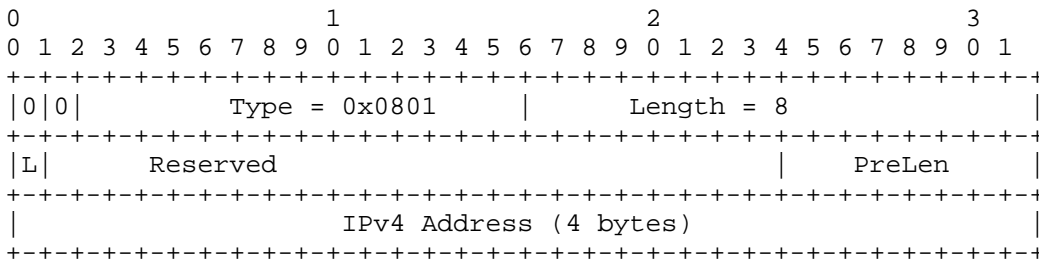 0                   1                   2                   3
0 1 2 3 4 5 6 7 8 9 0 1 2 3 4 5 6 7 8 9 0 1 2 3 4 5 6 7 8 9 0 1
+-+-+-+-+-+-+-+-+-+-+-+-+-+-+-+-+-+-+-+-+-+-+-+-+-+-+-+-+-+-+-+-+
|0|0|         Type = 0x0801     |      Length = 8               |
+-+-+-+-+-+-+-+-+-+-+-+-+-+-+-+-+-+-+-+-+-+-+-+-+-+-+-+-+-+-+-+-+
|L|      Reserved                               |    PreLen     |
+-+-+-+-+-+-+-+-+-+-+-+-+-+-+-+-+-+-+-+-+-+-+-+-+-+-+-+-+-+-+-+-+
|                    IPv4 Address (4 bytes)                     |
+-+-+-+-+-+-+-+-+-+-+-+-+-+-+-+-+-+-+-+-+-+-+-+-+-+-+-+-+-+-+-+-+